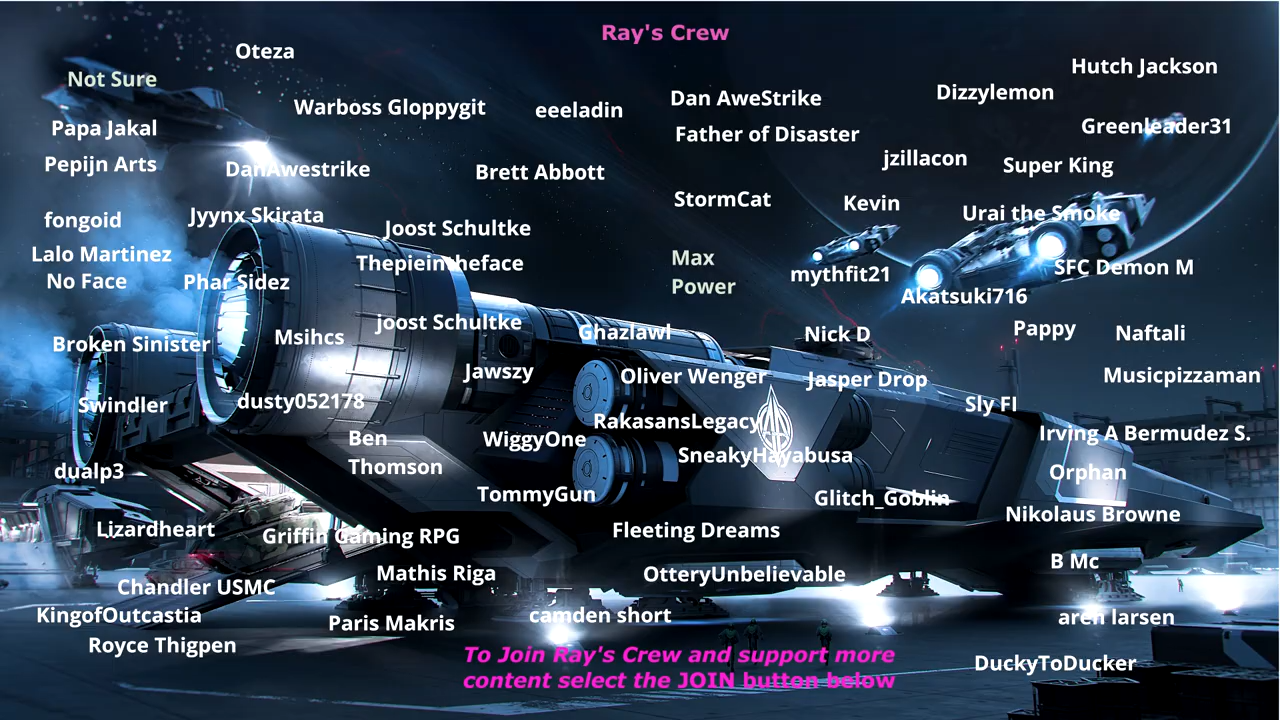 Ray's Crew
Oteza
Hutch Jackson
Not Sure
Dizzylemon
Dan AweStrike
Warboss Gloppygit
eeeladin
Greenleader31
Papa Jakal
Father of Disaster
jzillacon
Pepijn Arts
Super King
DanAwestrike
Brett Abbott
StormCat
Kevin
Urai the Smoke
Jyynx Skirata
fongoid
Joost Schultke
Lalo Martinez
Max
Power
Thepieintheface
SFC Demon M
mythfit21
No Face
Phar Sidez
Akatsuki716
joost Schultke
Pappy
Ghazlawl
Nick D
Naftali
Msihcs
Broken Sinister
Jawszy
Musicpizzaman
Oliver Wenger
Jasper Drop
dusty052178
Sly FI
Swindler
RakasansLegacy
Irving A Bermudez S.
Ben
Thomson
WiggyOne
SneakyHayabusa
dualp3
Orphan
TommyGun
Glitch_Goblin
Nikolaus Browne
Lizardheart
Fleeting Dreams
Griffin Gaming RPG
B Mc
Mathis Riga
OtteryUnbelievable
Chandler USMC
KingofOutcastia
camden short
aren larsen
Paris Makris
Royce Thigpen
To Join Ray's Crew and support more
content select the JOIN button below
DuckyToDucker